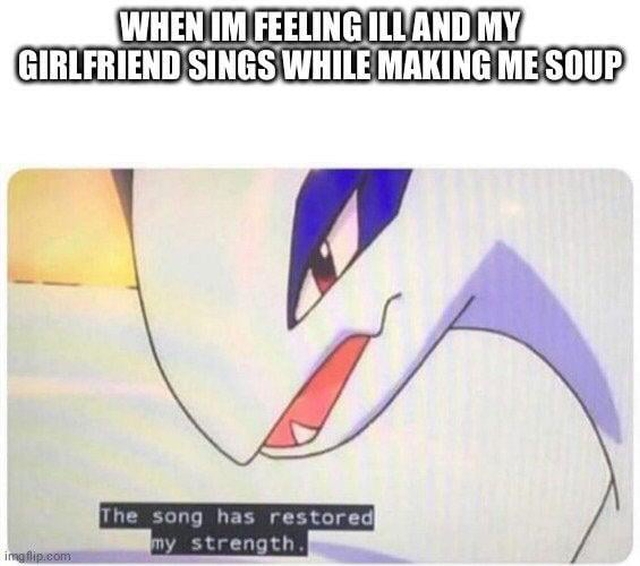 WHEN IM FEELING ILL AND MY
GIRLFRIEND SINGS WHILE MAKING ME SOUP
The song has restored
my strength.
imgflip.com